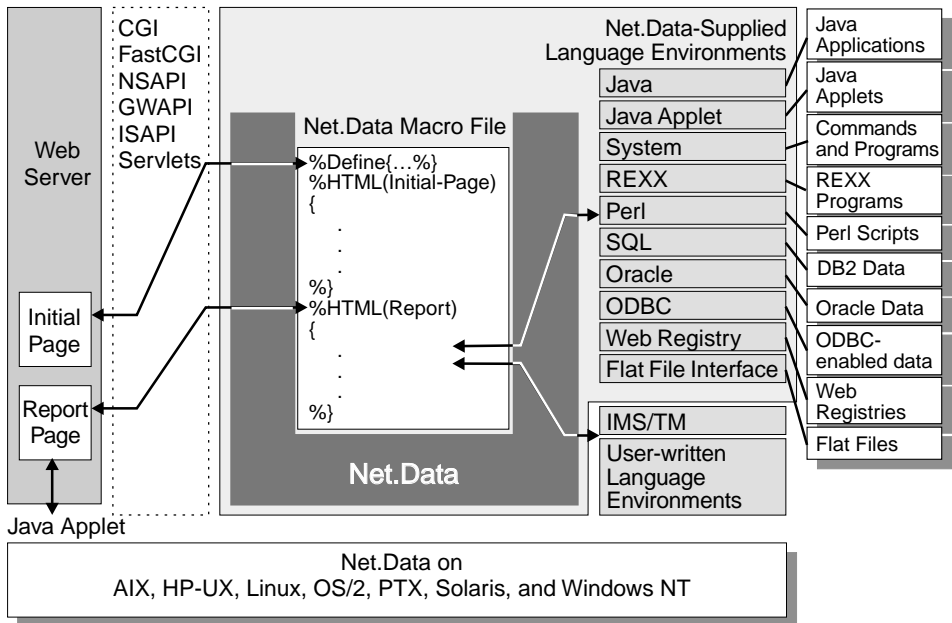 CGI
FastCGI
NSAPI
GWAPI
ISAPI
Servlets
Web
Server
Initial
Page
Report
Page
Java Applet
Net.Data Macro File
%Define{...%}
%HTML(Initial-Page)
{
.
.
.
%}
%HTML(Report)
{
.
.
.
%}
Net.Data
Net.Data-Supplied
Language Environments
Java
Java Applet
System
REXX
Perl
SQL
Oracle
ODBC
Web Registry
Flat File Interface
IMS/TM
User-written
Language
Environments
Java
Applications
Java
Applets
Commands
and Programs
REXX
Programs
Perl Scripts
DB2 Data
Oracle Data
ODBC-
enabled data
Web
Registries
Flat Files
Net.Data on
AIX, HP-UX, Linux, OS/2, PTX, Solaris, and Windows NT